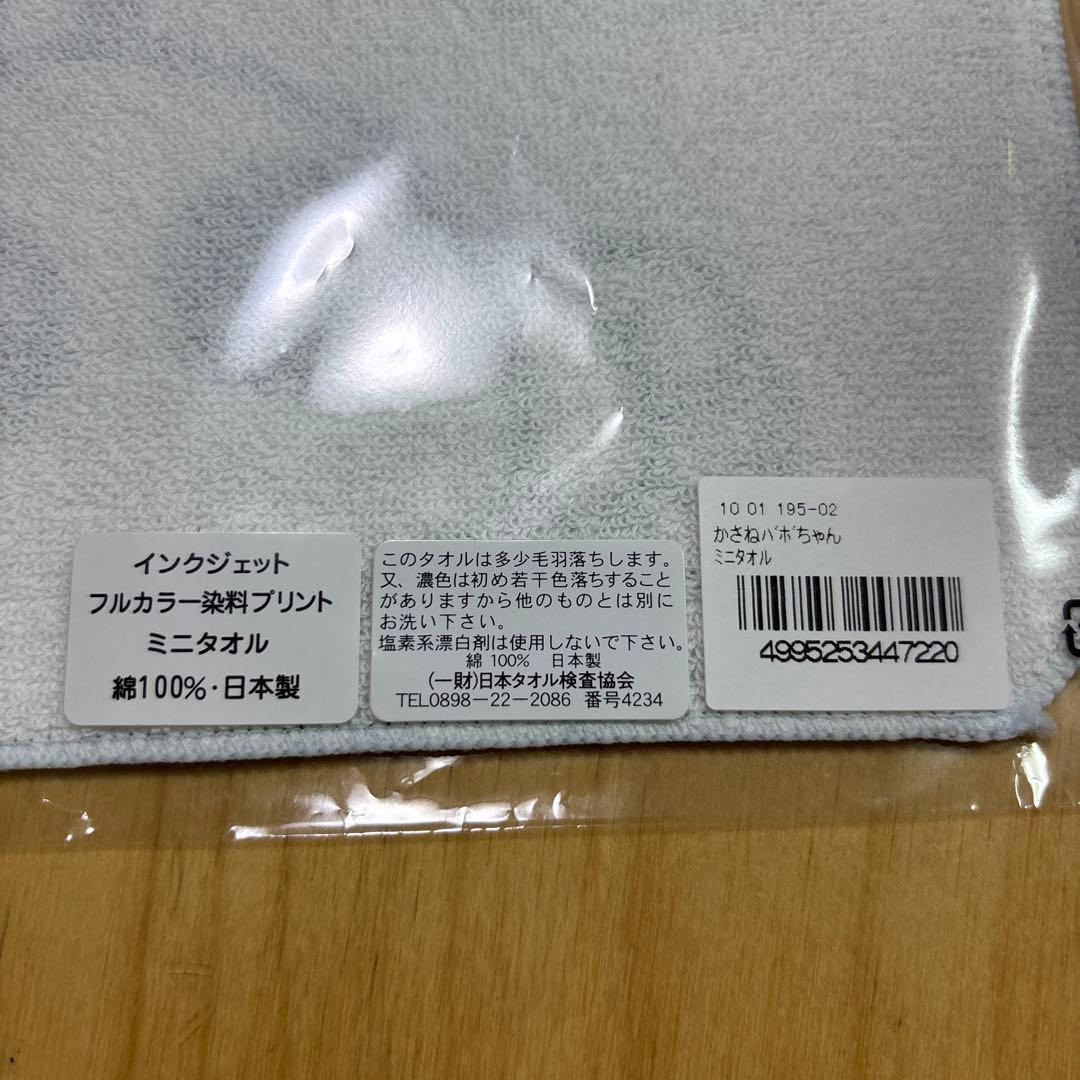 インクジェット
フルカラー染料プリント
ミニタオル
綿100%・日本製
このタオルは多少毛羽落ちします。
又、濃色は初め若干色落ちすること
がありますから他のものとは別に
お洗い下さい。
塩素系漂白剤は使用しないで下さい。
綿 100% 日本製
(一財)日本タオル検査協会
TEL0898-22-2086 番号4234
10 01 195-02
かさねバボちゃん
ミニタオル
4995253447220